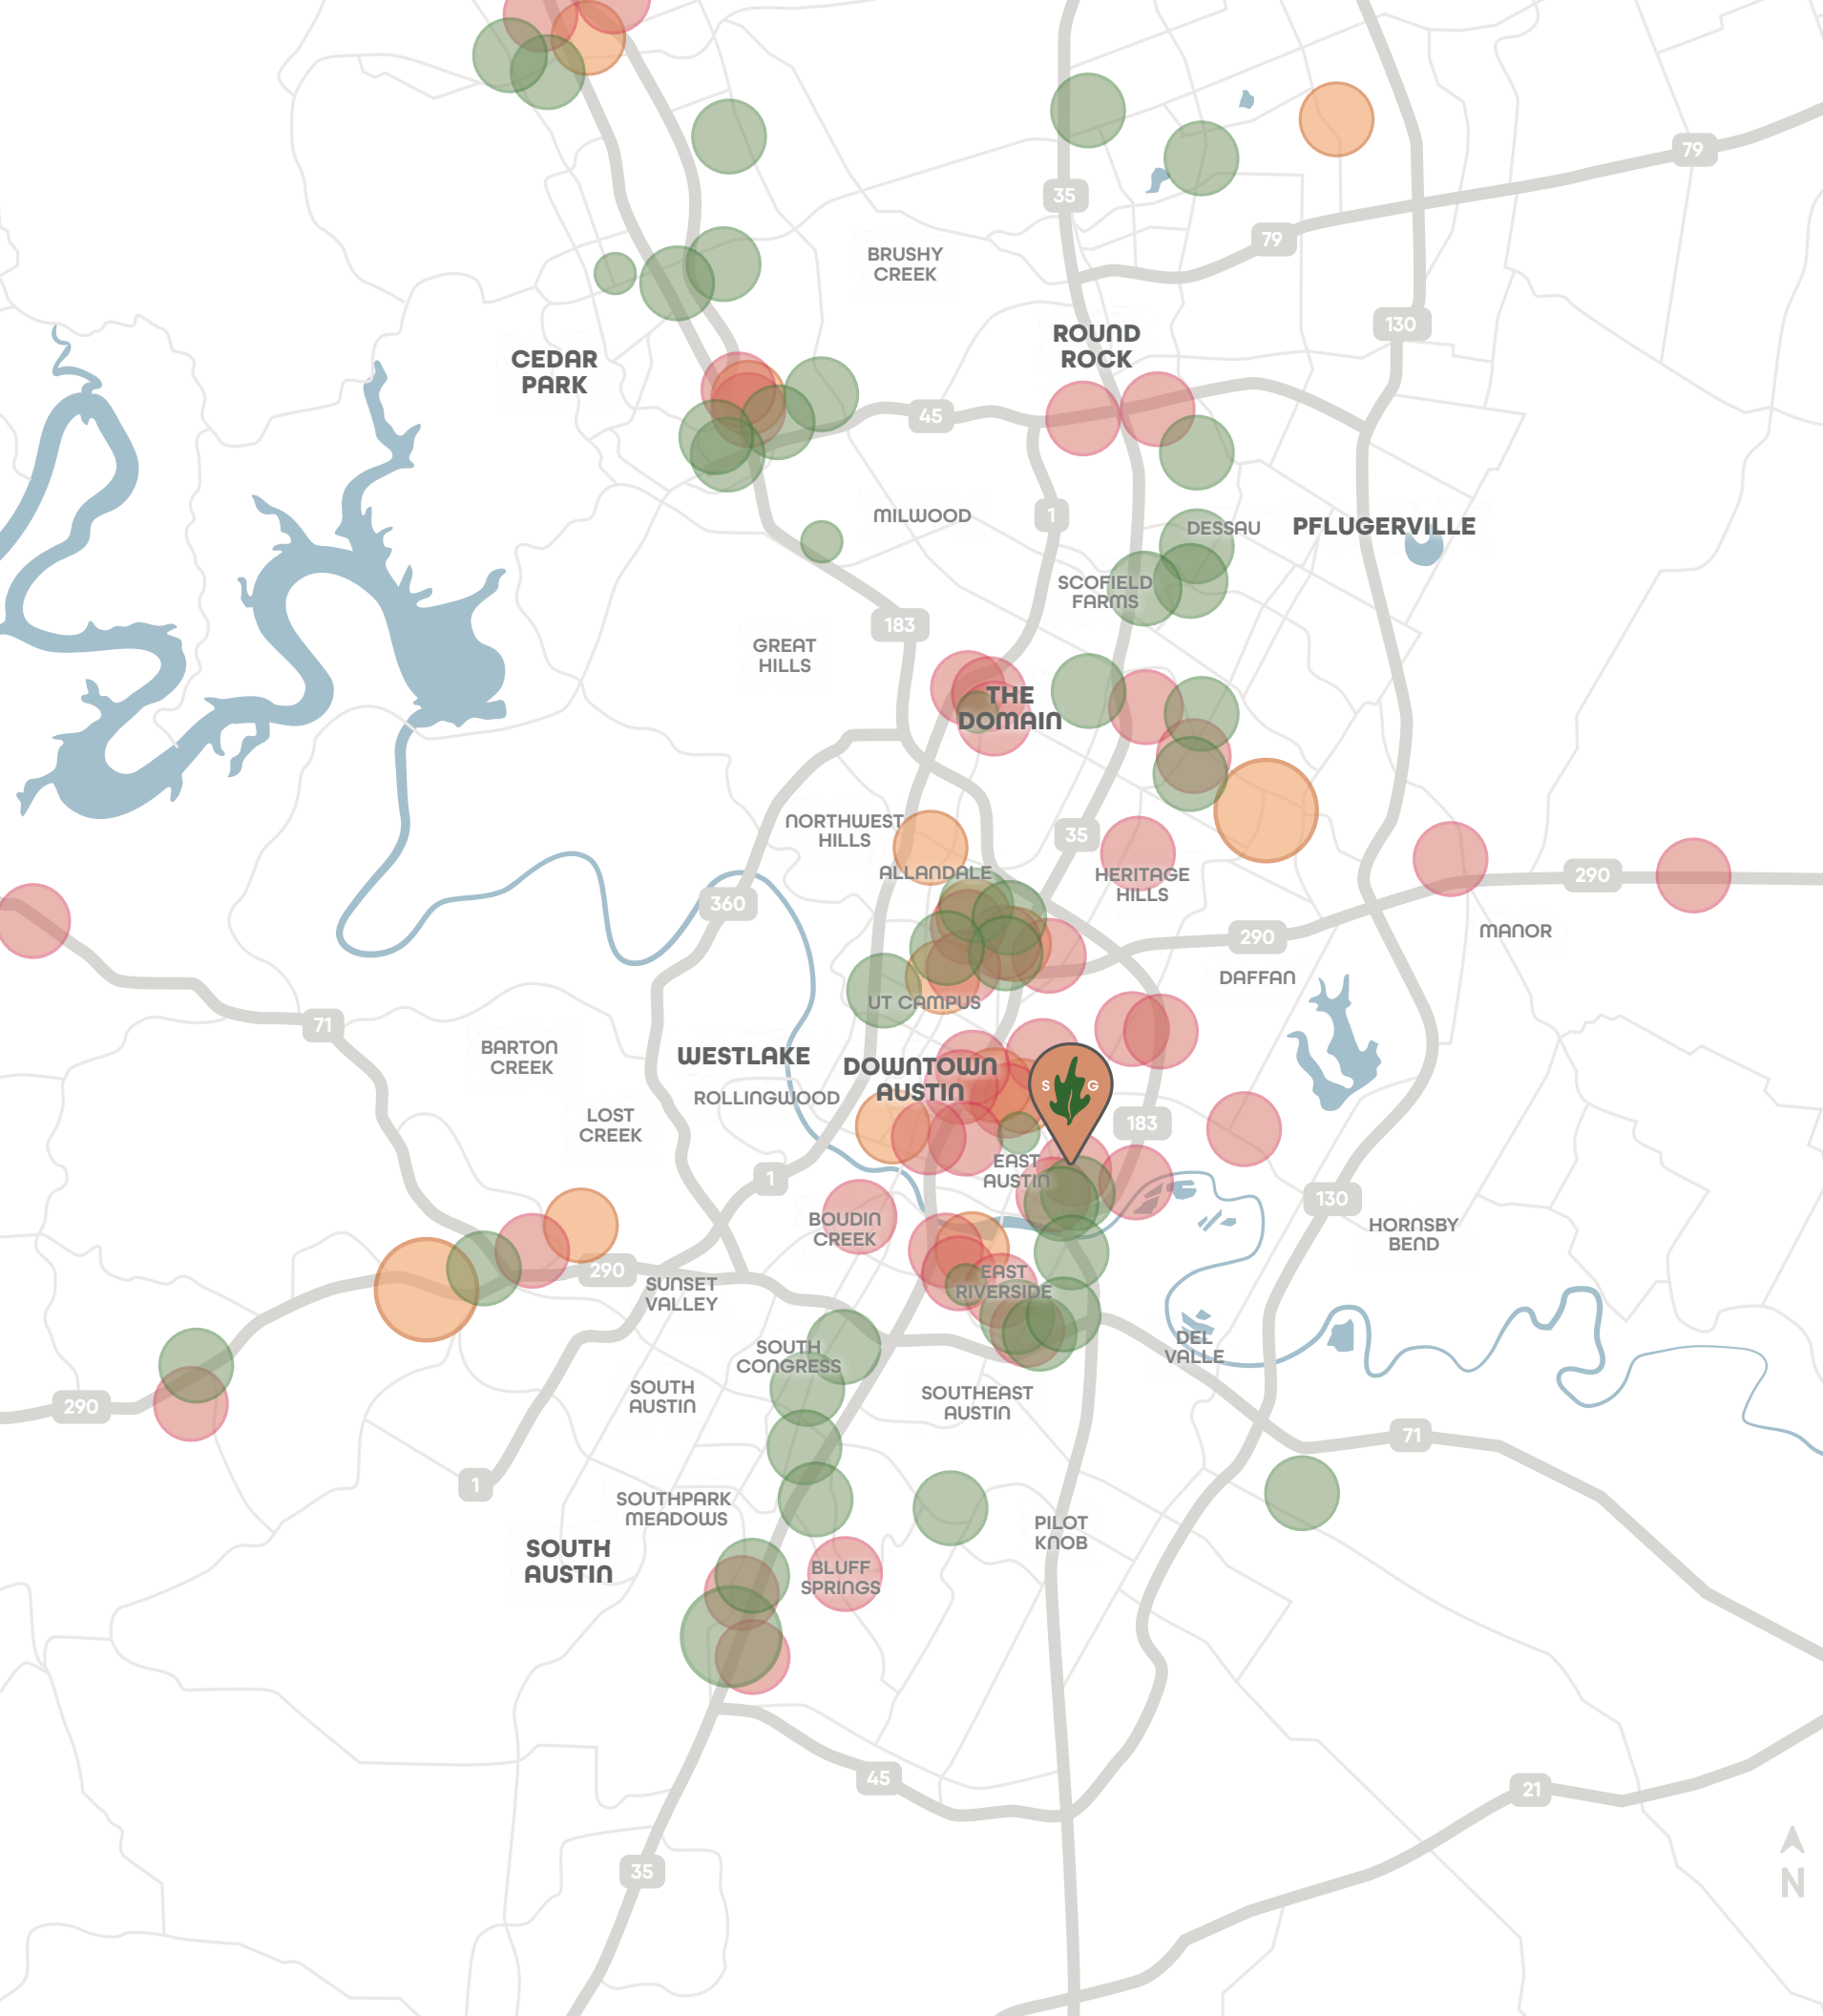 79
35
79
BRUSHY
CREEK
130
ROUND
ROCK
CEDAR
PARK
45
MILWOOD
1
DESSAU
PFLUGERVILLE
SCOFIELD
FARMS
183
GREAT
HILLS
THE
DOMAIN
NORTHWEST
HILLS
35
ALLANDALE
HERITAGE
HILLS
290
360
MANOR
290
DAFFAN
UT CAMPUS
71
BARTON
CREEK
WESTLAKE
DOWNTOWN
AUSTIN
S G
ROLLINGWOOD
LOST
CREEK
183
EAST
AUSTIN
1
130
BOUDIN
CREEK
HORNSBY
BEND
290
SUNSET
VALLEY
EAST
RIVERSIDE
DEL
VALLE
SOUTH
CONGRESS
SOUTH
AUSTIN
SOUTHEAST
AUSTIN
290
71
1
SOUTHPARK
MEADOWS
PILOT
KNOB
SOUTH
AUSTIN
BLUFF
SPRINGS
45
21
35
N